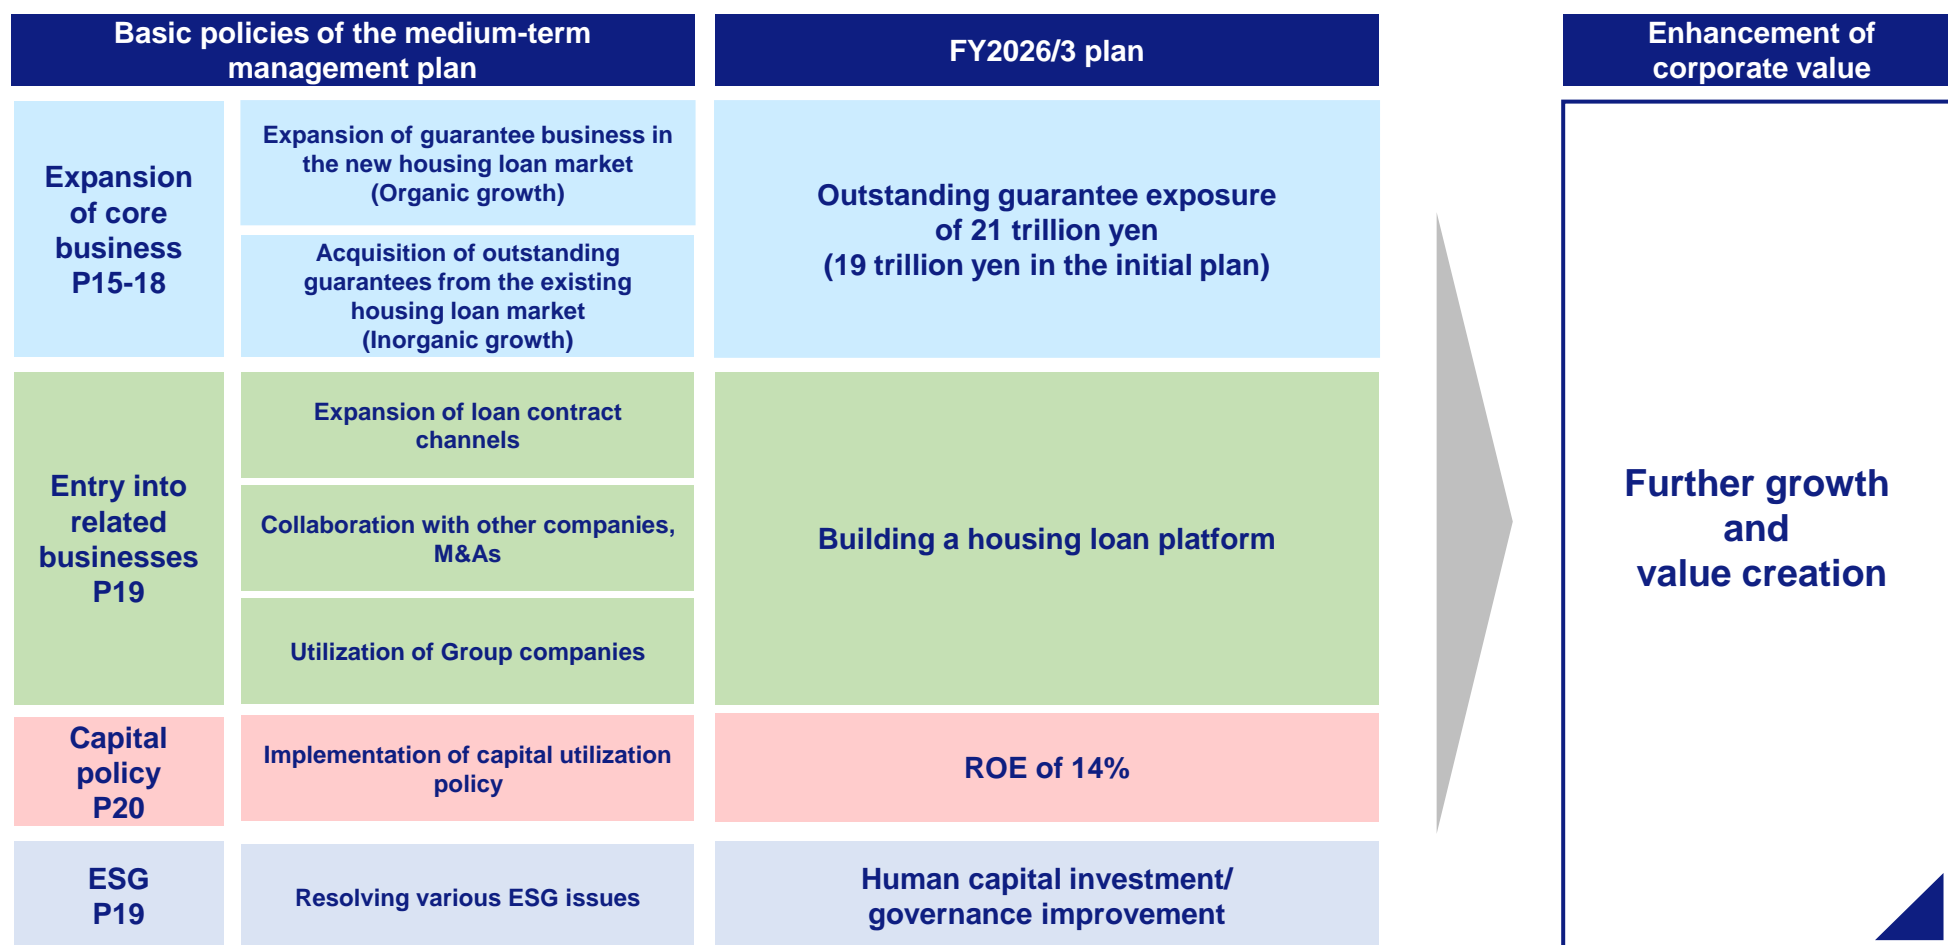 Basic policies of the medium-term
management plan
FY2026/3 plan
Enhancement of
corporate value
Expansion
of core
business
P15-18
Expansion of guarantee business in
the new housing loan market
(Organic growth)
Acquisition of outstanding
guarantees from the existing
housing loan market
(Inorganic growth)
Outstanding guarantee exposure
of 21 trillion yen
(19 trillion yen in the initial plan)
Entry into
related
businesses
P19
Expansion of loan contract
channels
Collaboration with other companies,
M&As
Utilization of Group companies
Building a housing loan platform
Capital
policy
P20
Implementation of capital utilization
policy
ROE of 14%
ESG
P19
Resolving various ESG issues
Human capital investment/
governance improvement
Further growth
and
value creation